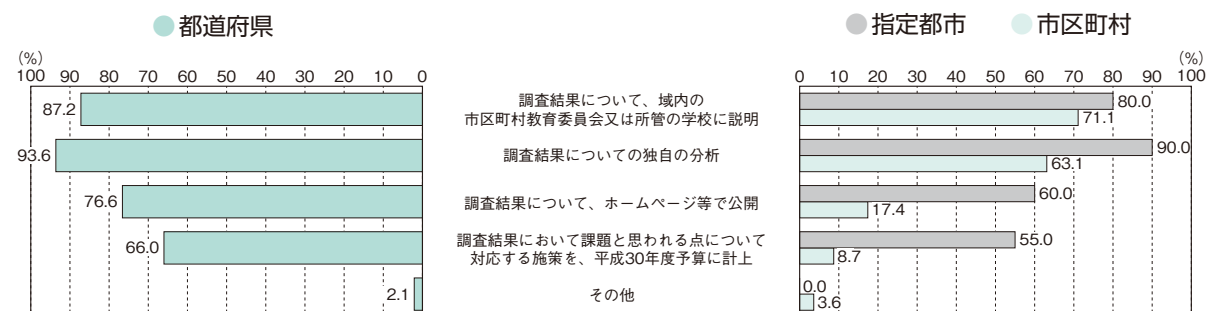 都道府県
指定都市 市区町村
(%)
100 90 80 70 60 50 40 30 20 10 0
0 10 20 30 40 50 60 70 80 90 100
(%)
87.2
調査結果について、域内の
市区町村教育委員会又は所管の学校に説明
80.0
71.1
93.6
調査結果についての独自の分析
90.0
63.1
76.6
調査結果について、ホームページ等で公開
60.0
17.4
66.0
調査結果において課題と思われる点について
対応する施策を、平成30年度予算に計上
55.0
8.7
2.1
その他
0.0
3.6